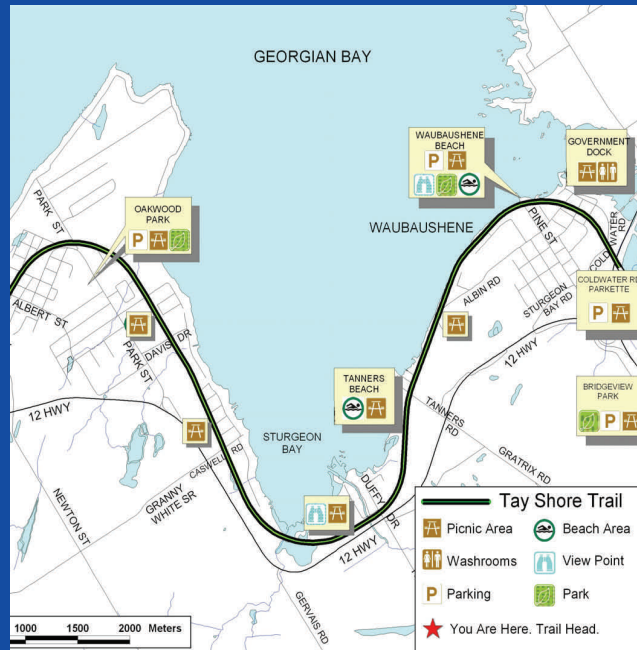 GEORGIAN BAY
WAUBAUSHENE
BEACH
P
GOVERNMENT
DOCK
PARK ST
OAKWOOD
PARK
P
WAUBAUSHENE
PINE ST
COLDWATER RD
COLDWATER RD
PARKETTE
P
ALBIN RD
STURGEON
BAY RD
ALBERT ST
DAVIS DR
PARK ST
12 HWY
12 HWY
TANNERS
BEACH
BRIDGEVIEW
PARK
P
TANNERS
RD
STURGEON
BAY
CASWELL RD
GRANNY
WHITE SR
NEWTON ST
DUFFY DR
GRATRIX RD
12 HWY
GERVAIS RD
Tay Shore Trail
Picnic Area
Beach Area
Washrooms
View Point
P
Parking
Park
You Are Here. Trail Head.
1000 1500 2000 Meters